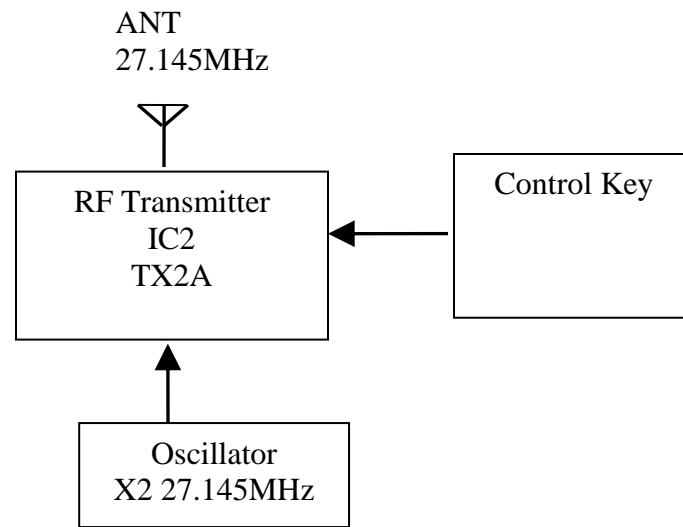 ANT
27.145MHz
RF Transmitter
IC2
TX2A
Control Key
Oscillator
X2 27.145MHz